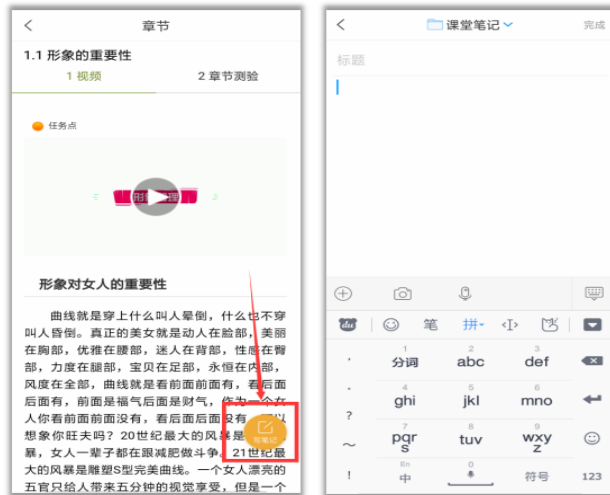 章节
1.1 形象的重要性
1 视频
2 章节测验
任务点
形象对女人的重要性
曲线就是穿上什么叫人晕倒，什么也不穿
叫人昏倒。真正的美女就是动人在脸部，美丽
在胸部，优雅在腰部，迷人在背部，性感在臀
部，力度在腿部，宝贝在足部，永恒在内部，
风度在全部，曲线就是看前面前面有，看后面
后面有，前面是福气后面是财气，作为一个女
人你看前面前面没有，看后面后面没有，
想象你旺夫吗？20世纪最大的风暴是
暴，女人一辈子都在跟减肥做斗争。21世纪最
大的风暴是雕塑S型完美曲线。一个女人漂亮的
五官只给人带来五分钟的视觉享受，但是一个
写笔记
课堂笔记
完成
标题
du
笔
拼
1 2 3
， 分词 abc def
4 5 6
。 ghi jkl mno
?
7 8 9
~ pqrs tuv wxyz
! 中/En 0 符号 123